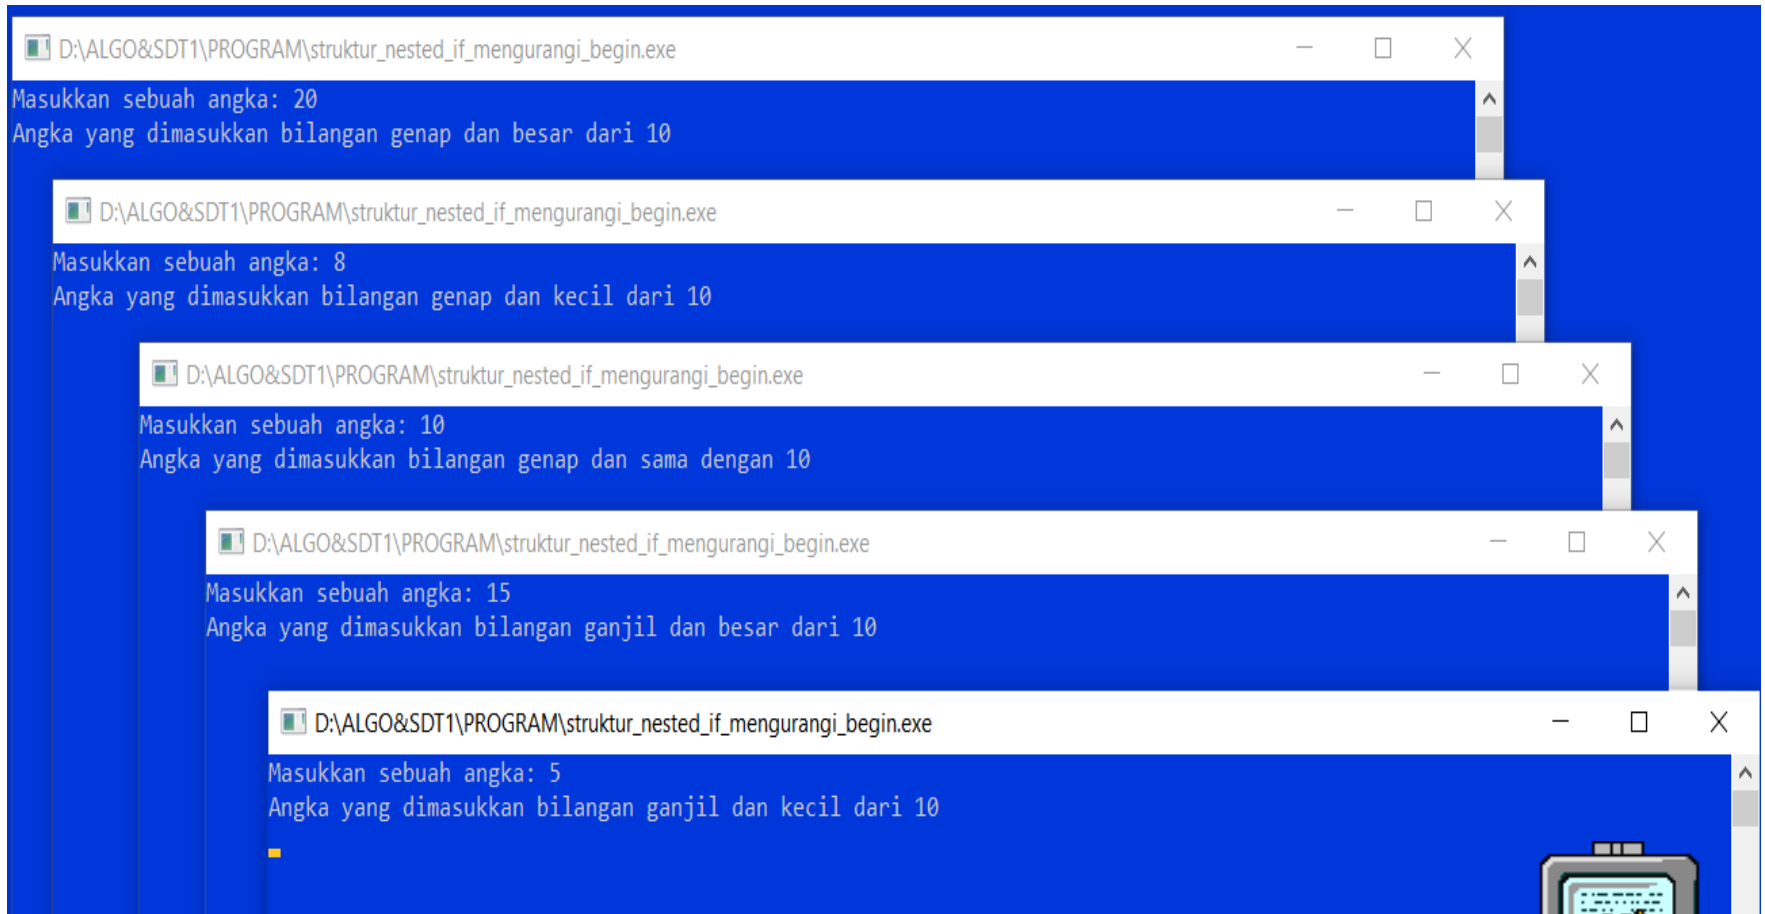 D:\ALGO&SDT1\PROGRAM\struktur_nested_if_mengurangi_begin.exe
Masukkan sebuah angka: 20
Angka yang dimasukkan bilangan genap dan besar dari 10
D:\ALGO&SDT1\PROGRAM\struktur_nested_if_mengurangi_begin.exe
Masukkan sebuah angka: 8
Angka yang dimasukkan bilangan genap dan kecil dari 10
D:\ALGO&SDT1\PROGRAM\struktur_nested_if_mengurangi_begin.exe
Masukkan sebuah angka: 10
Angka yang dimasukkan bilangan genap dan sama dengan 10
D:\ALGO&SDT1\PROGRAM\struktur_nested_if_mengurangi_begin.exe
Masukkan sebuah angka: 15
Angka yang dimasukkan bilangan ganjil dan besar dari 10
D:\ALGO&SDT1\PROGRAM\struktur_nested_if_mengurangi_begin.exe
Masukkan sebuah angka: 5
Angka yang dimasukkan bilangan ganjil dan kecil dari 10